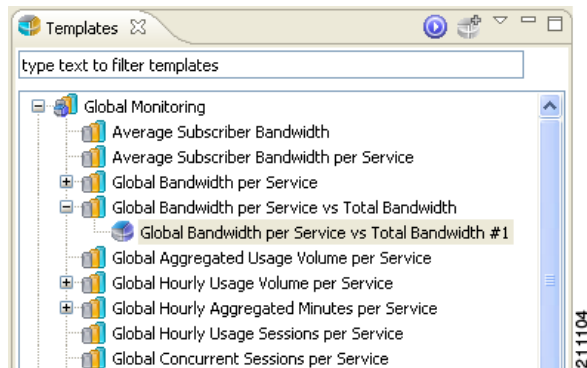 Templates
type text to filter templates
Global Monitoring
Average Subscriber Bandwidth
Average Subscriber Bandwidth per Service
Global Bandwidth per Service
Global Bandwidth per Service vs Total Bandwidth
Global Bandwidth per Service vs Total Bandwidth #1
Global Aggregated Usage Volume per Service
Global Hourly Usage Volume per Service
Global Hourly Aggregated Minutes per Service
Global Hourly Usage Sessions per Service
Global Concurrent Sessions per Service
211104